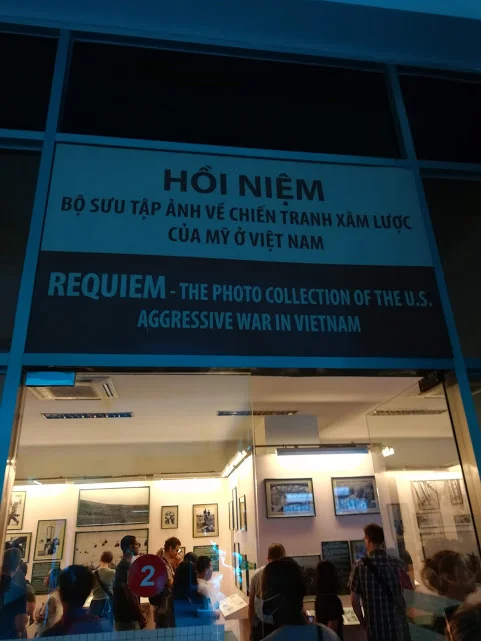 HỒI NIỆM
BỘ SƯU TẬP ẢNH VỀ CHIẾN TRANH XÂM LƯỢC
CỦA MỸ Ở VIỆT NAM
REQUIEM - THE PHOTO COLLECTION OF THE U.S.
AGGRESSIVE WAR IN VIETNAM
2